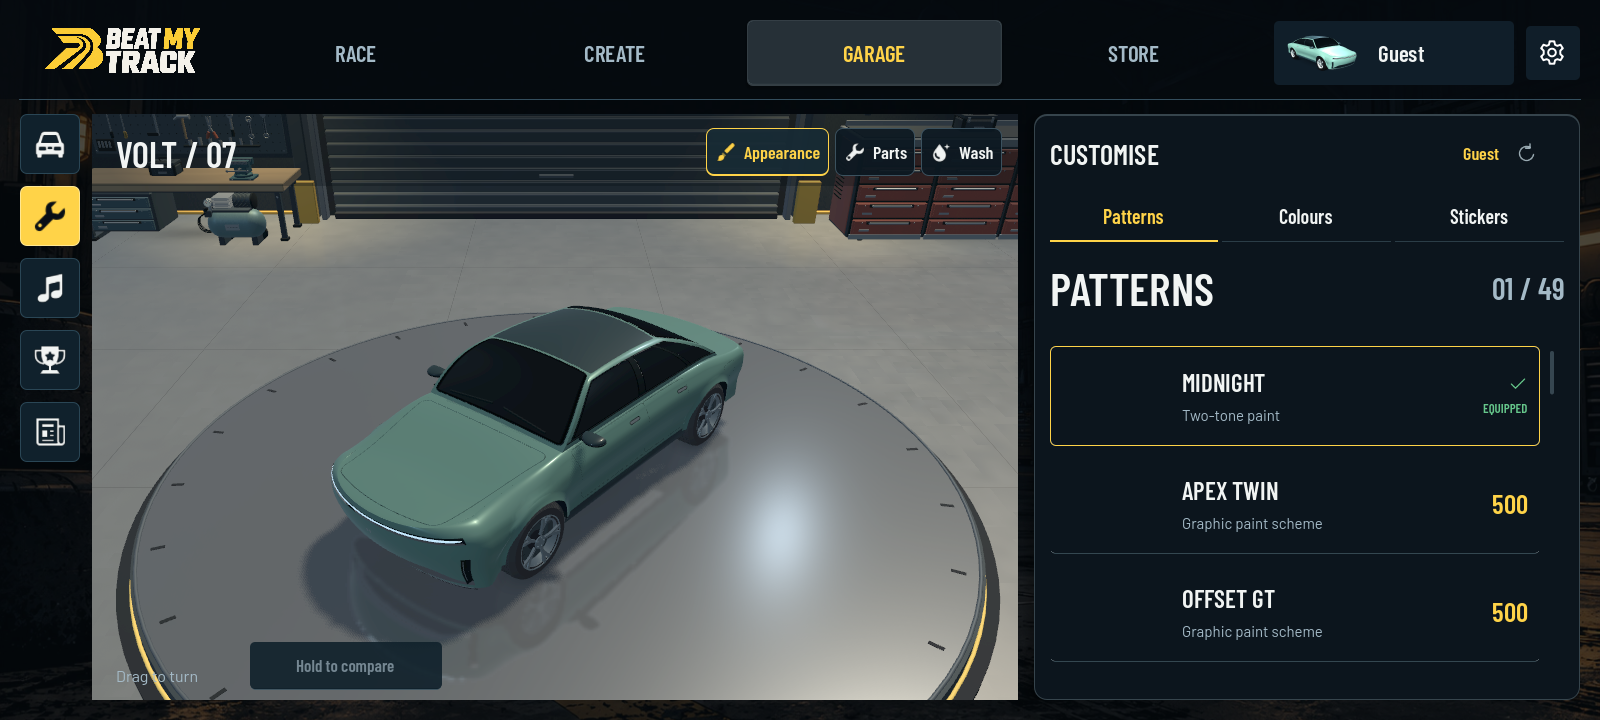 BEAT MY
TRACK
RACE
CREATE
GARAGE
STORE
Guest
VOLT / 07
Appearance
Parts
Wash
Drag to turn
Hold to compare
CUSTOMISE
Guest
Patterns
Colours
Stickers
PATTERNS
01 / 49
MIDNIGHT
Two-tone paint
EQUIPPED
APEX TWIN
Graphic paint scheme
500
OFFSET GT
Graphic paint scheme
500